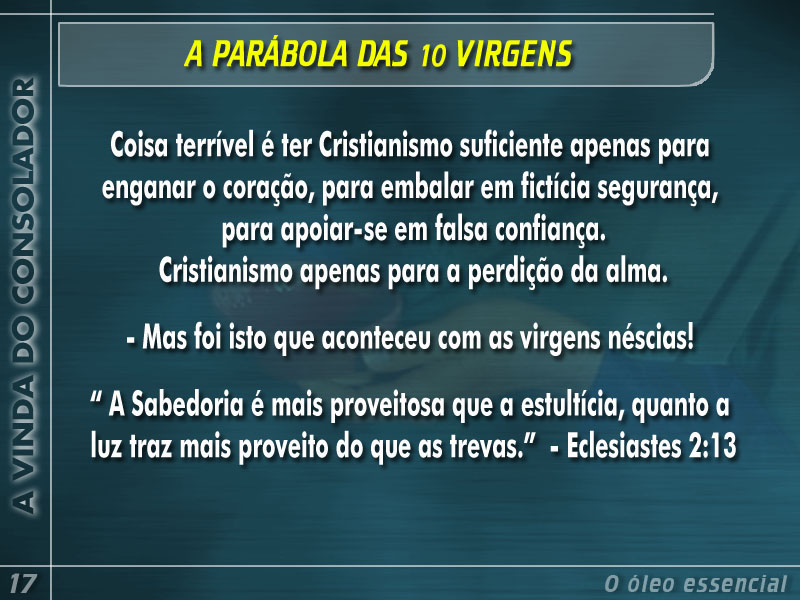 A PARÁBOLA DAS 10 VIRGENS
A VINDA DO CONSOLADOR
Coisa terrível é ter Cristianismo suficiente apenas para
enganar o coração, para embalar em fictícia segurança,
para apoiar-se em falsa confiança.
Cristianismo apenas para a perdição da alma.
- Mas foi isto que aconteceu com as virgens néscias!
“ A Sabedoria é mais proveitosa que a estultícia, quanto a
luz traz mais proveito do que as trevas.” - Eclesiastes 2:13
17
O óleo essencial